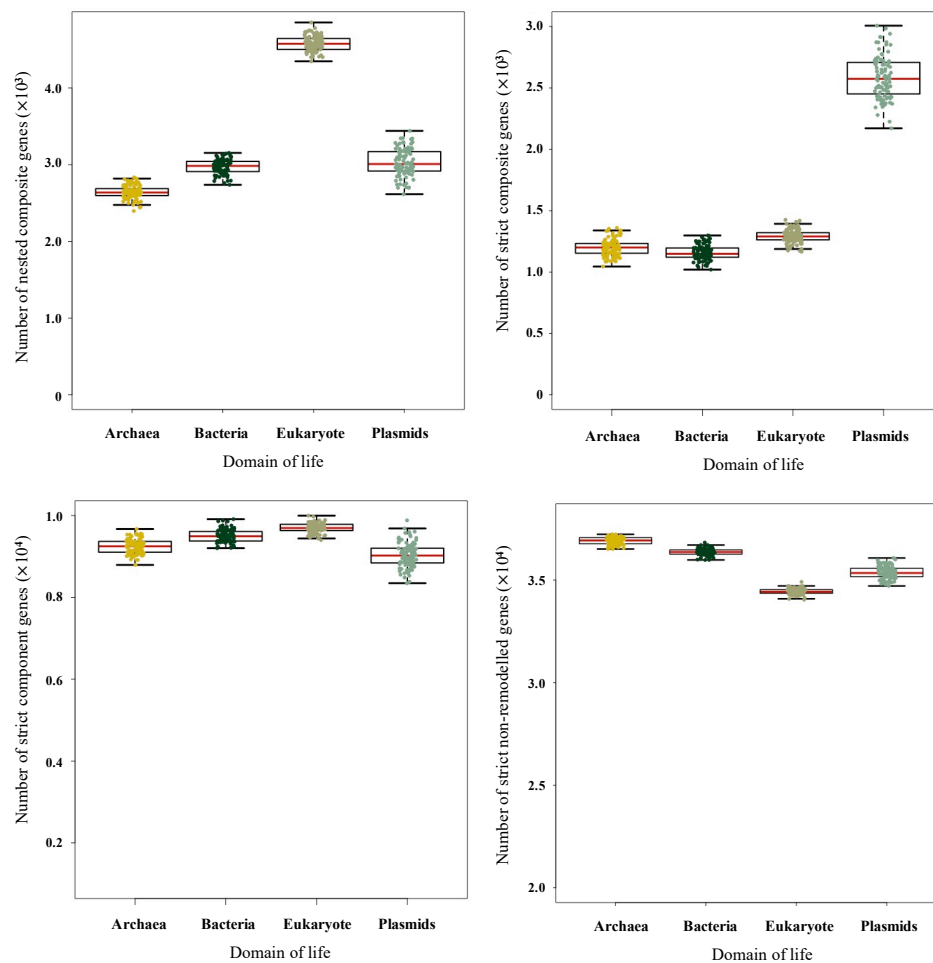 Number of nested composite genes (×10³)
4.0
3.0
2.0
1.0
0
Archaea Bacteria Eukaryote Plasmids
Domain of life
Number of strict composite genes (×10³)
3.0
2.5
2.0
1.5
1.0
0.5
0
Archaea Bacteria Eukaryote Plasmids
Domain of life
Number of strict component genes (×10⁴)
1.0
0.8
0.6
0.4
0.2
Archaea Bacteria Eukaryote Plasmids
Domain of life
Number of strict non-remodelled genes (×10⁴)
3.5
3.0
2.5
2.0
Archaea Bacteria Eukaryote Plasmids
Domain of life